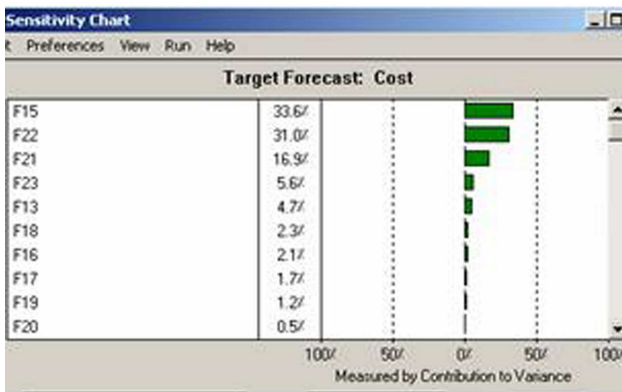 Sensitivity Chart
t Preferences View Run Help
Target Forecast: Cost
F15 33.6%
F22 31.0%
F21 16.9%
F23 5.6%
F13 4.7%
F18 2.3%
F16 2.1%
F17 1.7%
F19 1.2%
F20 0.5%
100% 50% 0% 50% 100%
Measured by Contribution to Variance